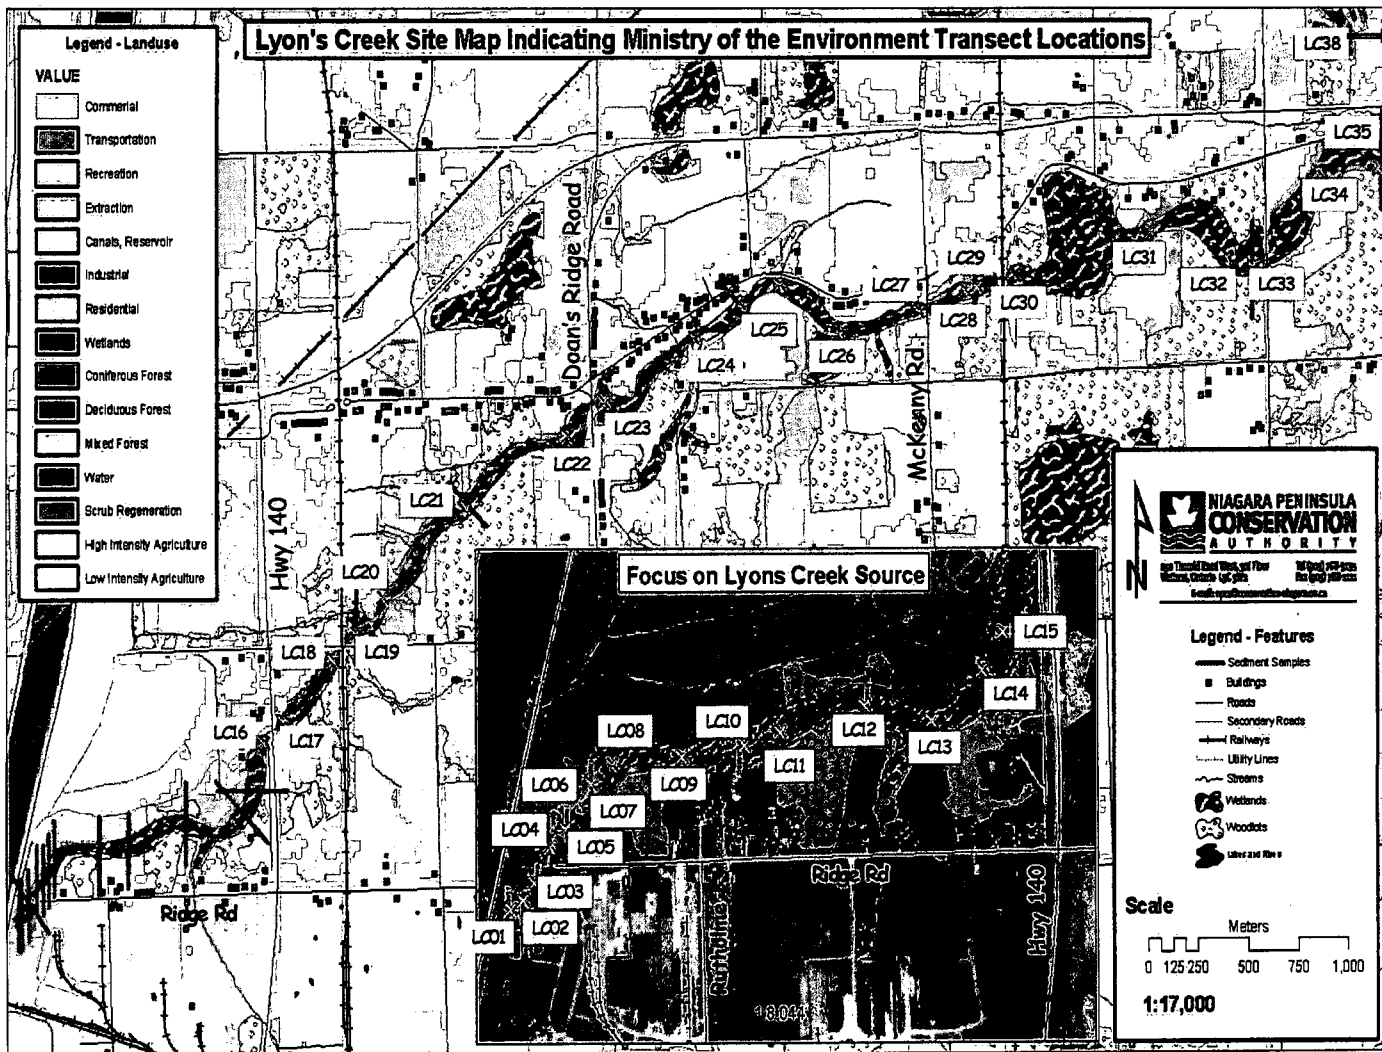 Lyon's Creek Site Map Indicating Ministry of the Environment Transect Locations
Legend - Landuse
VALUE
Commerial
Transportation
Recreation
Extraction
Canals, Reservoir
Industrial
Residential
Wetlands
Coniferous Forest
Deciduous Forest
Mixed Forest
Water
Scrub Regeneration
High Intensity Agriculture
Low Intensity Agriculture
LC38
LC35
LC34
LC33
LC32
LC31
LC30
LC29
LC28
LC27
LC26
LC25
LC24
LC23
LC22
LC21
LC20
LC19
LC18
LC17
LC16
Doan's Ridge Road
McKenny Rd.
Hwy 140
Ridge Rd
Focus on Lyons Creek Source
LC15
LC14
LC13
LC12
LC11
LC10
LC09
LC08
LC07
LC06
LC05
LC04
LC03
LC02
LC01
Ridge Rd
Hwy 140
N
NIAGARA PENINSULA
CONSERVATION
AUTHORITY
Legend - Features
Sediment Samples
Buildings
Roads
Secondary Roads
Railways
Utility Lines
Streams
Wetlands
Woodlots
Lakes and Rivers
Scale
Meters
0 125 250 500 750 1,000
1:17,000